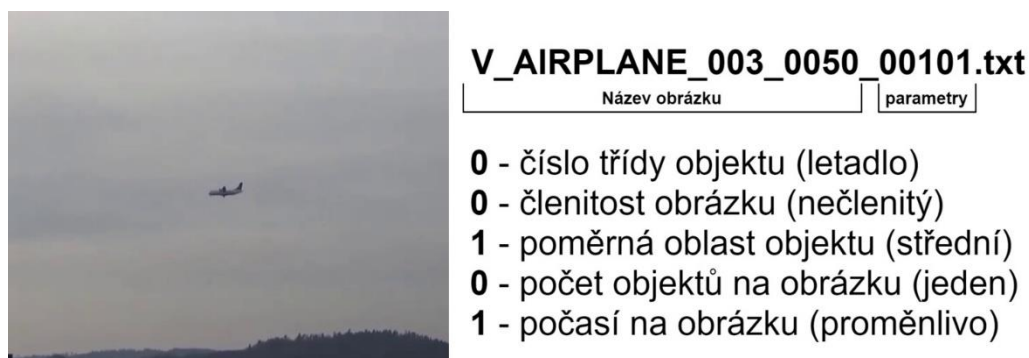 V_AIRPLANE_003_0050_00101.txt
Název obrázku parametry
0 - číslo třídy objektu (letadlo)
0 - členitost obrázku (nečlenitý)
1 - poměrná oblast objektu (střední)
0 - počet objektů na obrázku (jeden)
1 - počasí na obrázku (proměnlivo)